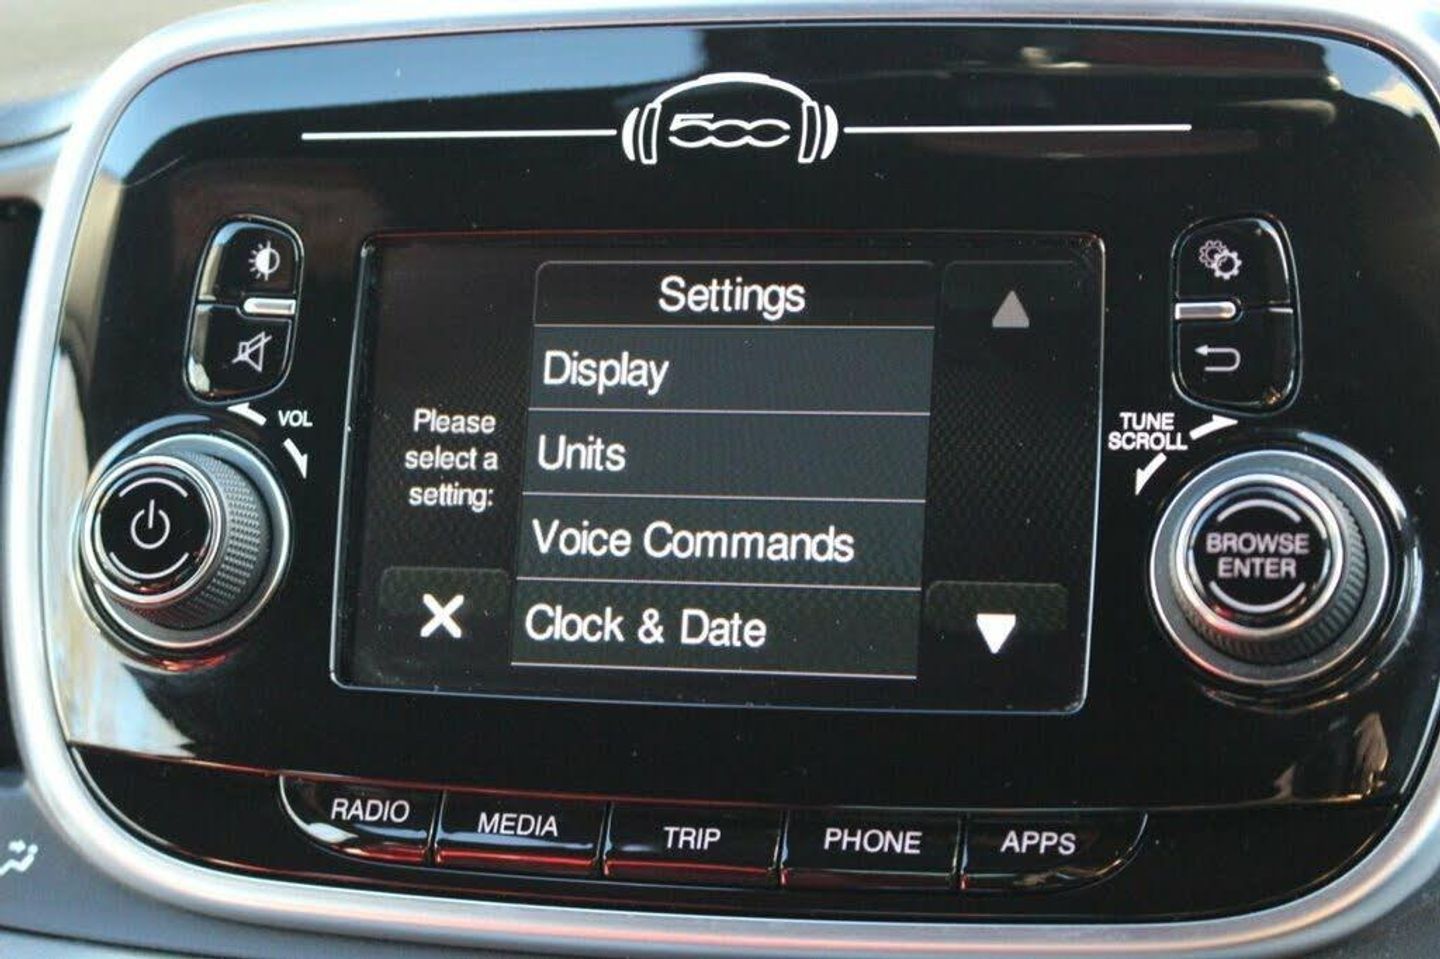 500
Settings
Display
Units
Voice Commands
Clock & Date
Please
select a
setting:
VOL
TUNE
SCROLL
BROWSE
ENTER
RADIO
MEDIA
TRIP
PHONE
APPS